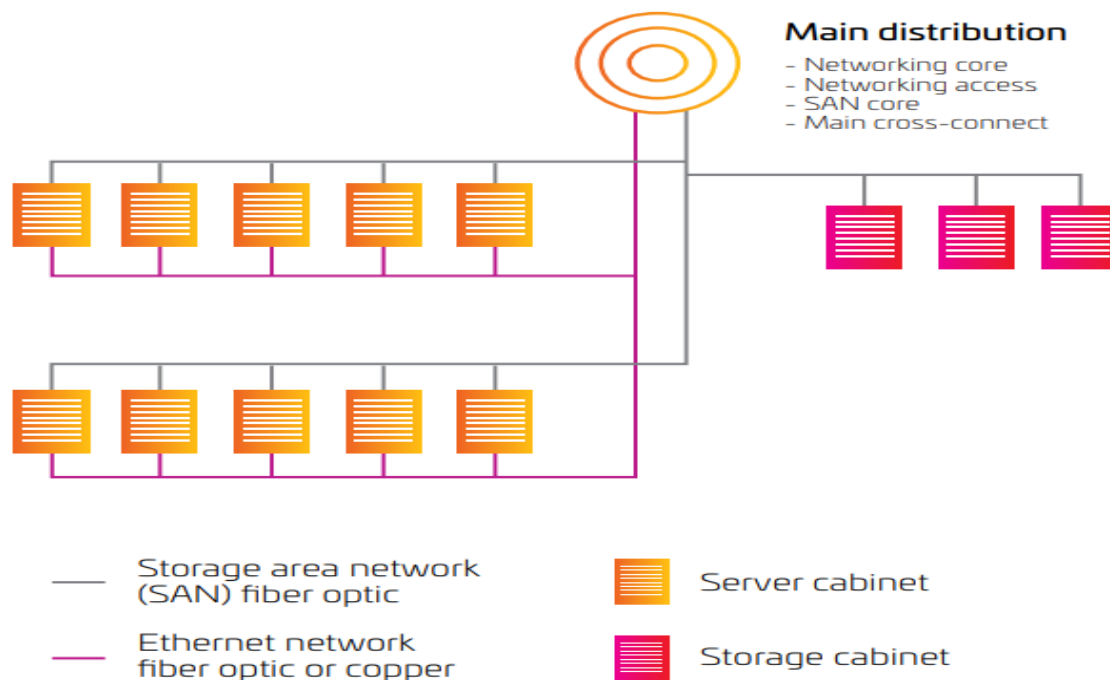 Main distribution
- Networking core
- Networking access
- SAN core
- Main cross-connect
Storage area network
(SAN) fiber optic
Server cabinet
Ethernet network
fiber optic or copper
Storage cabinet